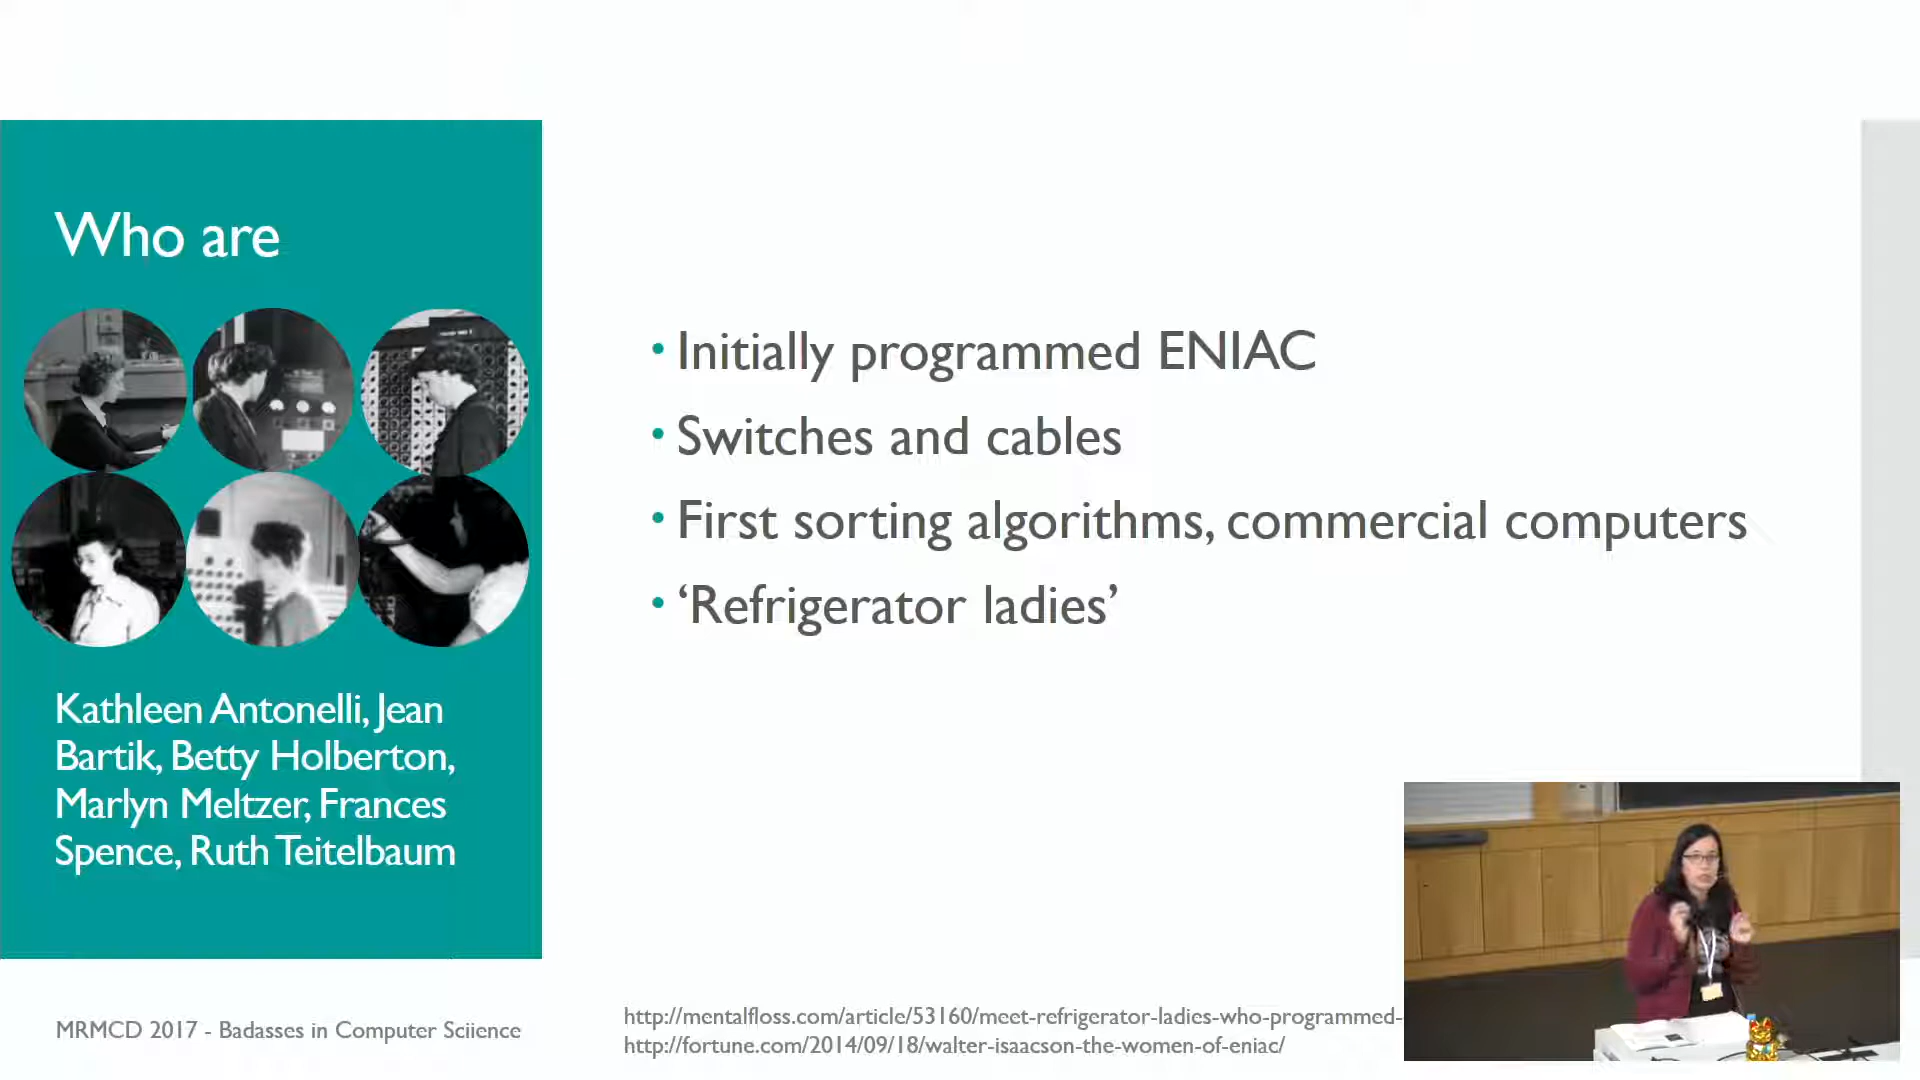 Who are
Kathleen Antonelli, Jean
Bartik, Betty Holberton,
Marlyn Meltzer, Frances
Spence, Ruth Teitelbaum
• Initially programmed ENIAC
• Switches and cables
• First sorting algorithms, commercial computers
• ‘Refrigerator ladies’
MRMCD 2017 - Badasses in Computer Sciience
http://mentalfloss.com/article/53160/meet-refrigerator-ladies-who-programmed-
http://fortune.com/2014/09/18/walter-isaacson-the-women-of-eniac/